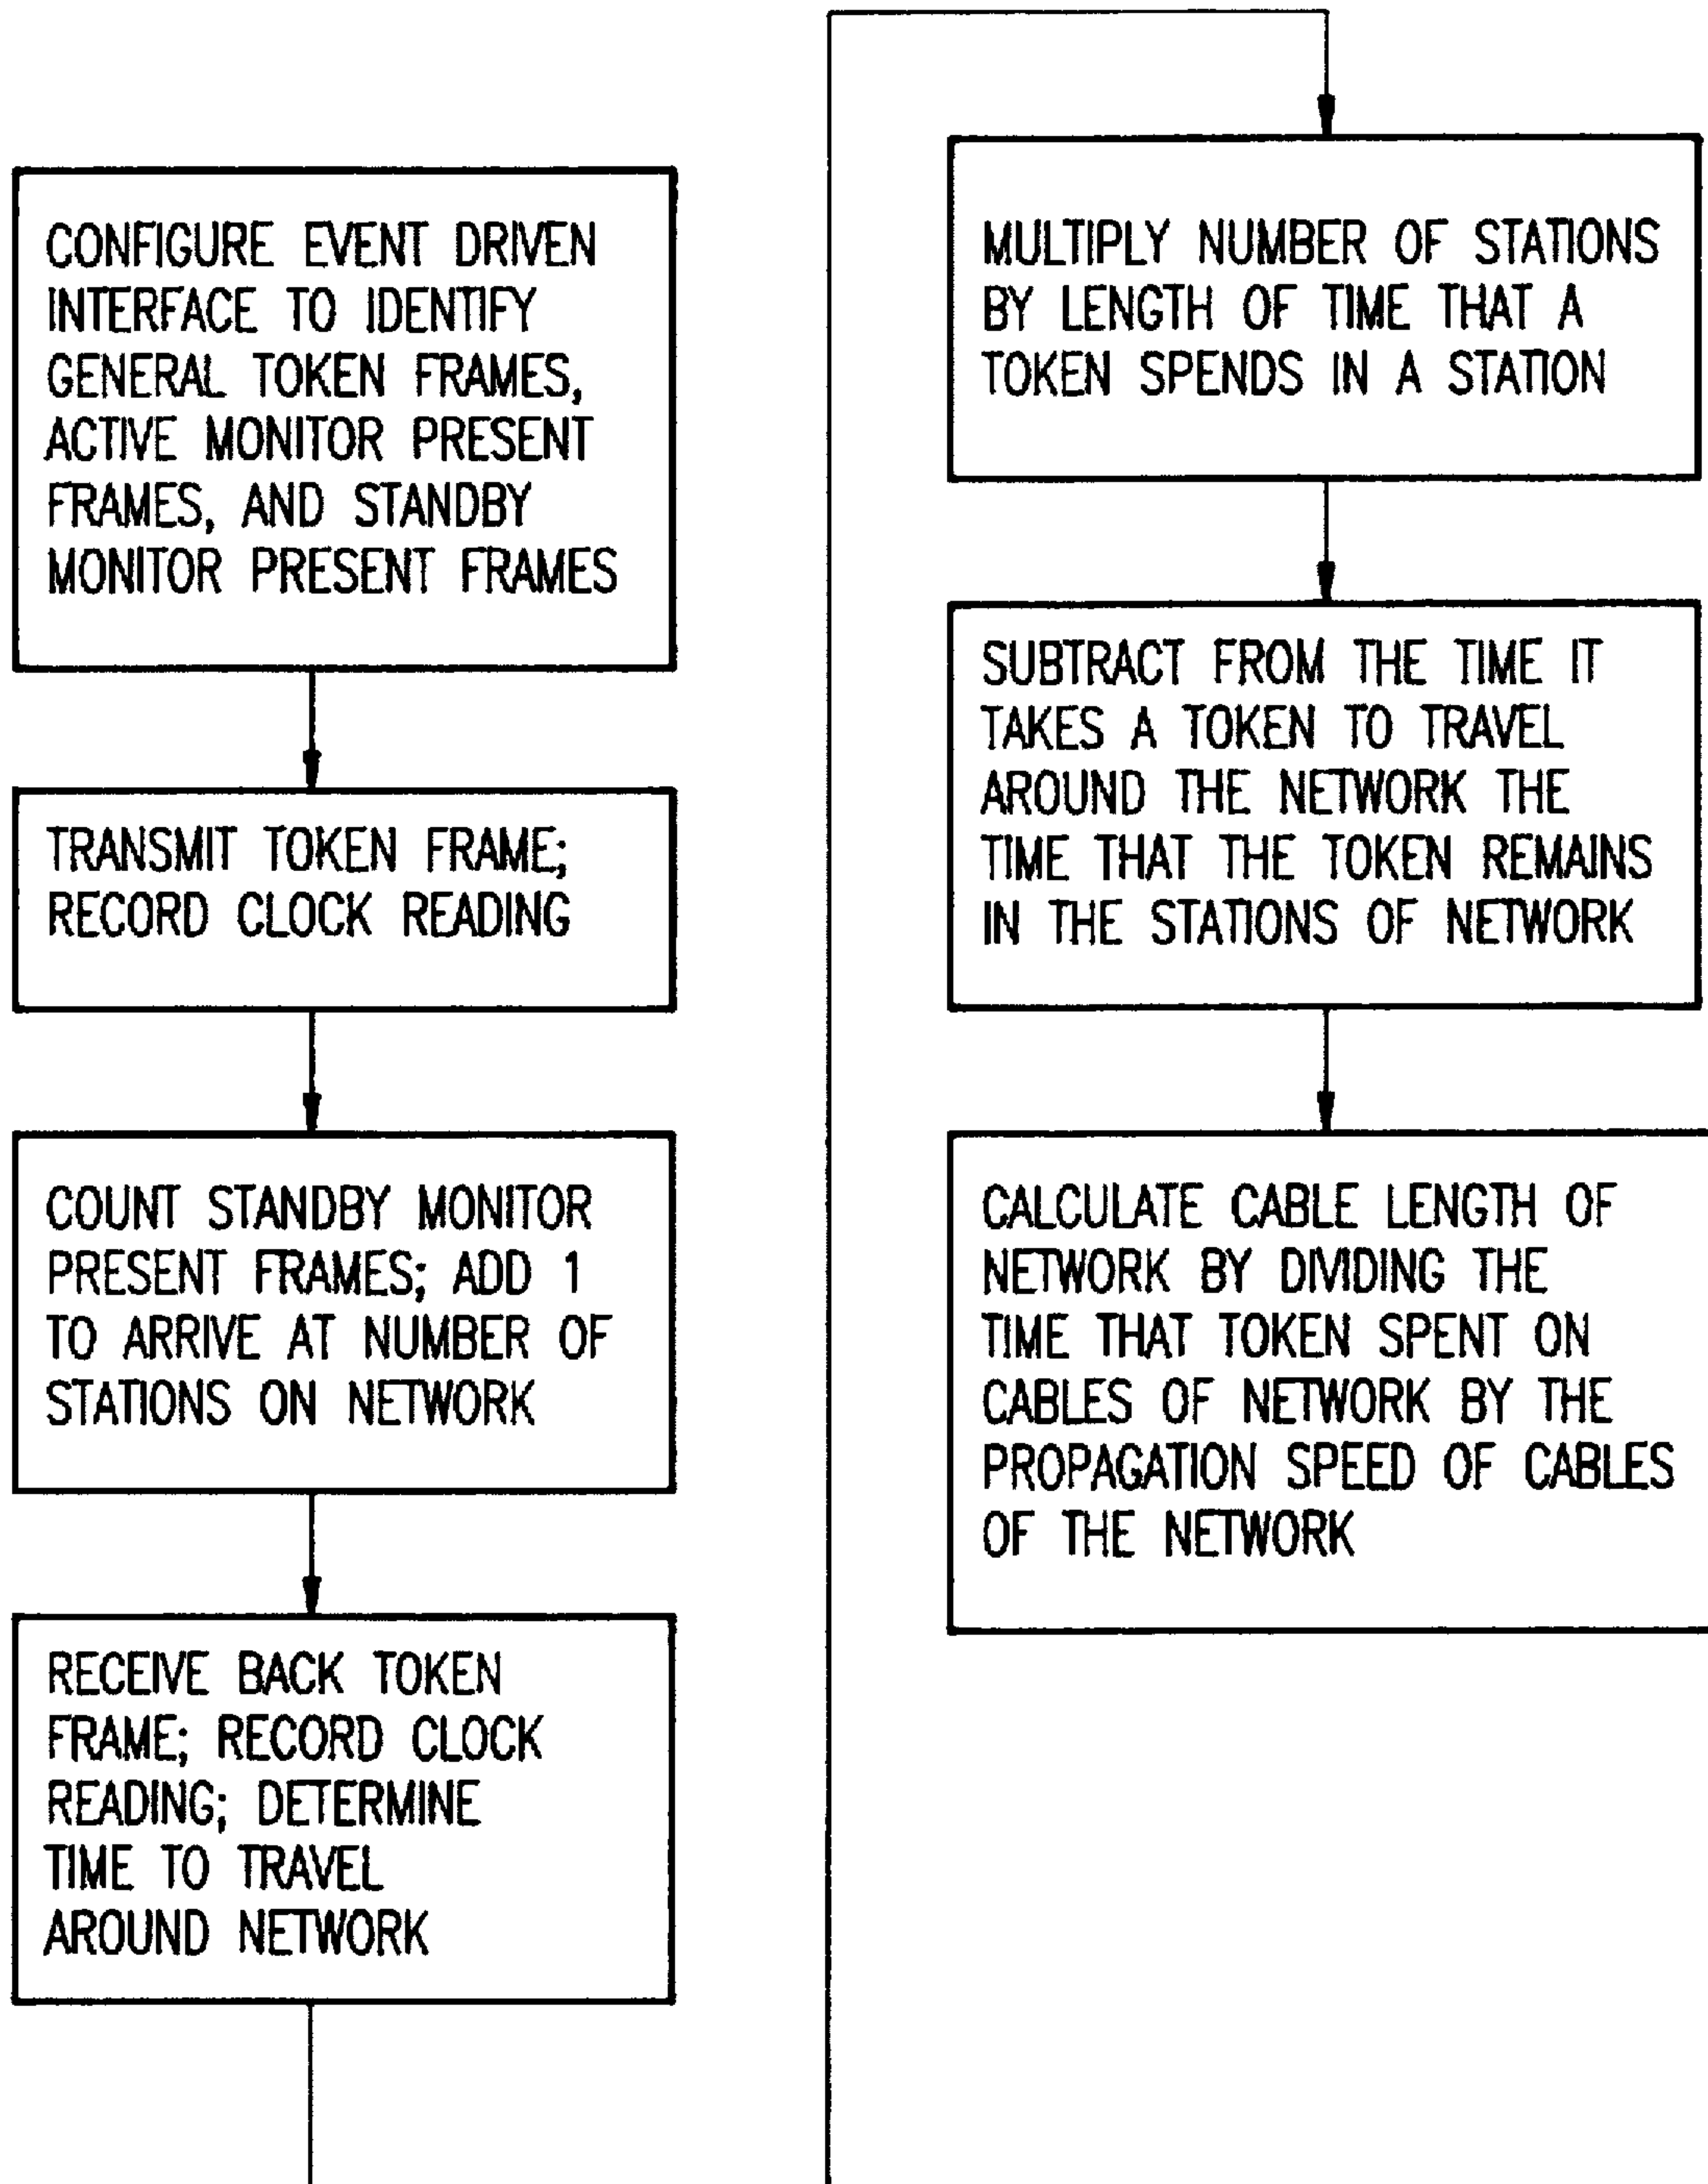 CONFIGURE EVENT DRIVEN
INTERFACE TO IDENTIFY
GENERAL TOKEN FRAMES,
ACTIVE MONITOR PRESENT
FRAMES, AND STANDBY
MONITOR PRESENT FRAMES
TRANSMIT TOKEN FRAME;
RECORD CLOCK READING
COUNT STANDBY MONITOR
PRESENT FRAMES; ADD 1
TO ARRIVE AT NUMBER OF
STATIONS ON NETWORK
RECEIVE BACK TOKEN
FRAME; RECORD CLOCK
READING; DETERMINE
TIME TO TRAVEL
AROUND NETWORK
MULTIPLY NUMBER OF STATIONS
BY LENGTH OF TIME THAT A
TOKEN SPENDS IN A STATION
SUBTRACT FROM THE TIME IT
TAKES A TOKEN TO TRAVEL
AROUND THE NETWORK THE
TIME THAT THE TOKEN REMAINS
IN THE STATIONS OF NETWORK
CALCULATE CABLE LENGTH OF
NETWORK BY DIVIDING THE
TIME THAT TOKEN SPENT ON
CABLES OF NETWORK BY THE
PROPAGATION SPEED OF CABLES
OF THE NETWORK